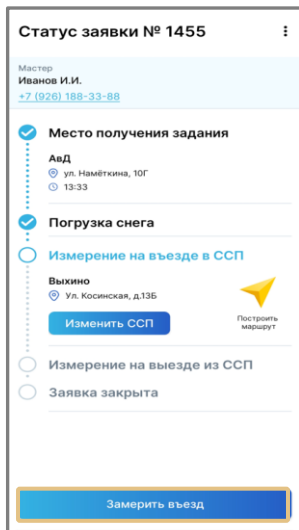 Статус заявки № 1455
Мастер
Иванов И.И.
+7 (926) 188-33-88
Место получения задания
АвД
ул. Намёткина, 10Г
13:33
Погрузка снега
Измерение на въезде в ССП
Выхино
Ул. Косинская, д.13Б
Изменить ССП
Построить
маршрут
Измерение на выезде из ССП
Заявка закрыта
Замерить въезд